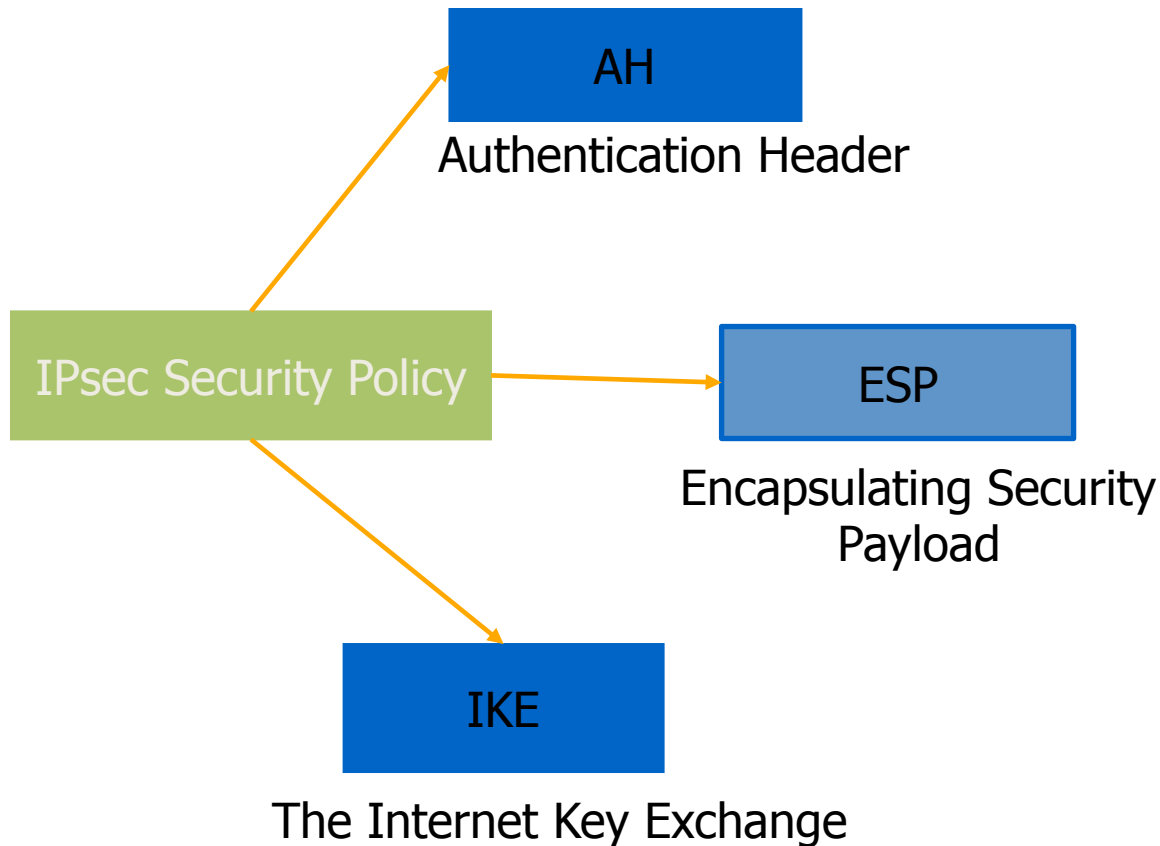 AH
Authentication Header
IPsec Security Policy
ESP
Encapsulating Security
Payload
IKE
The Internet Key Exchange